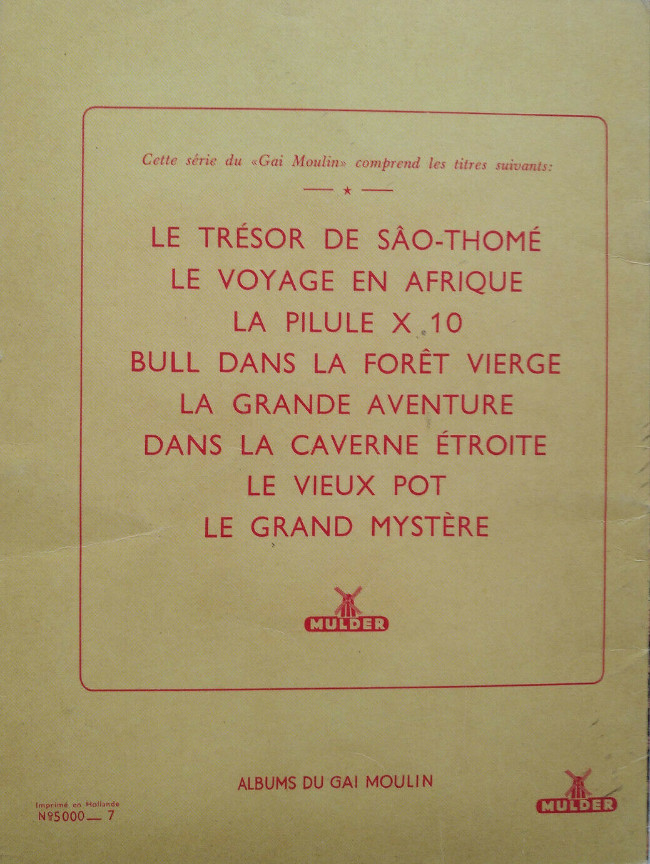 Cette série du «Gai Moulin» comprend les titres suivants:
LE TRÉSOR DE SÂO-THOMÉ
LE VOYAGE EN AFRIQUE
LA PILULE X 10
BULL DANS LA FORÊT VIERGE
LA GRANDE AVENTURE
DANS LA CAVERNE ÉTROITE
LE VIEUX POT
LE GRAND MYSTÈRE
MULDER
ALBUMS DU GAI MOULIN
Imprimé en Hollande
Nº5000— 7
MULDER